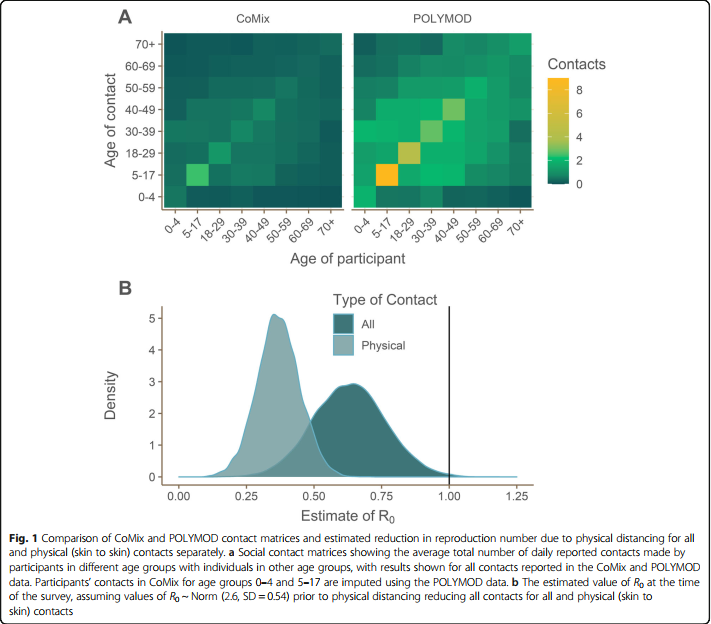 A
CoMix
POLYMOD
Age of contact
70+
60-69
50-59
40-49
30-39
18-29
5-17
0-4
0-4
5-17
18-29
30-39
40-49
50-59
60-69
70+
0-4
5-17
18-29
30-39
40-49
50-59
60-69
70+
Age of participant
Contacts
8
6
4
2
0
B
Type of Contact
All
Physical
Density
5
4
3
2
1
0
0.00
0.25
0.50
0.75
1.00
1.25
Estimate of R0
Fig. 1 Comparison of CoMix and POLYMOD contact matrices and estimated reduction in reproduction number due to physical distancing for all
and physical (skin to skin) contacts separately. a Social contact matrices showing the average total number of daily reported contacts made by
participants in different age groups with individuals in other age groups, with results shown for all contacts reported in the CoMix and POLYMOD
data. Participants' contacts in CoMix for age groups 0–4 and 5–17 are imputed using the POLYMOD data. b The estimated value of R0 at the time
of the survey, assuming values of R0 ~ Norm (2.6, SD = 0.54) prior to physical distancing reducing all contacts for all and physical (skin to
skin) contacts